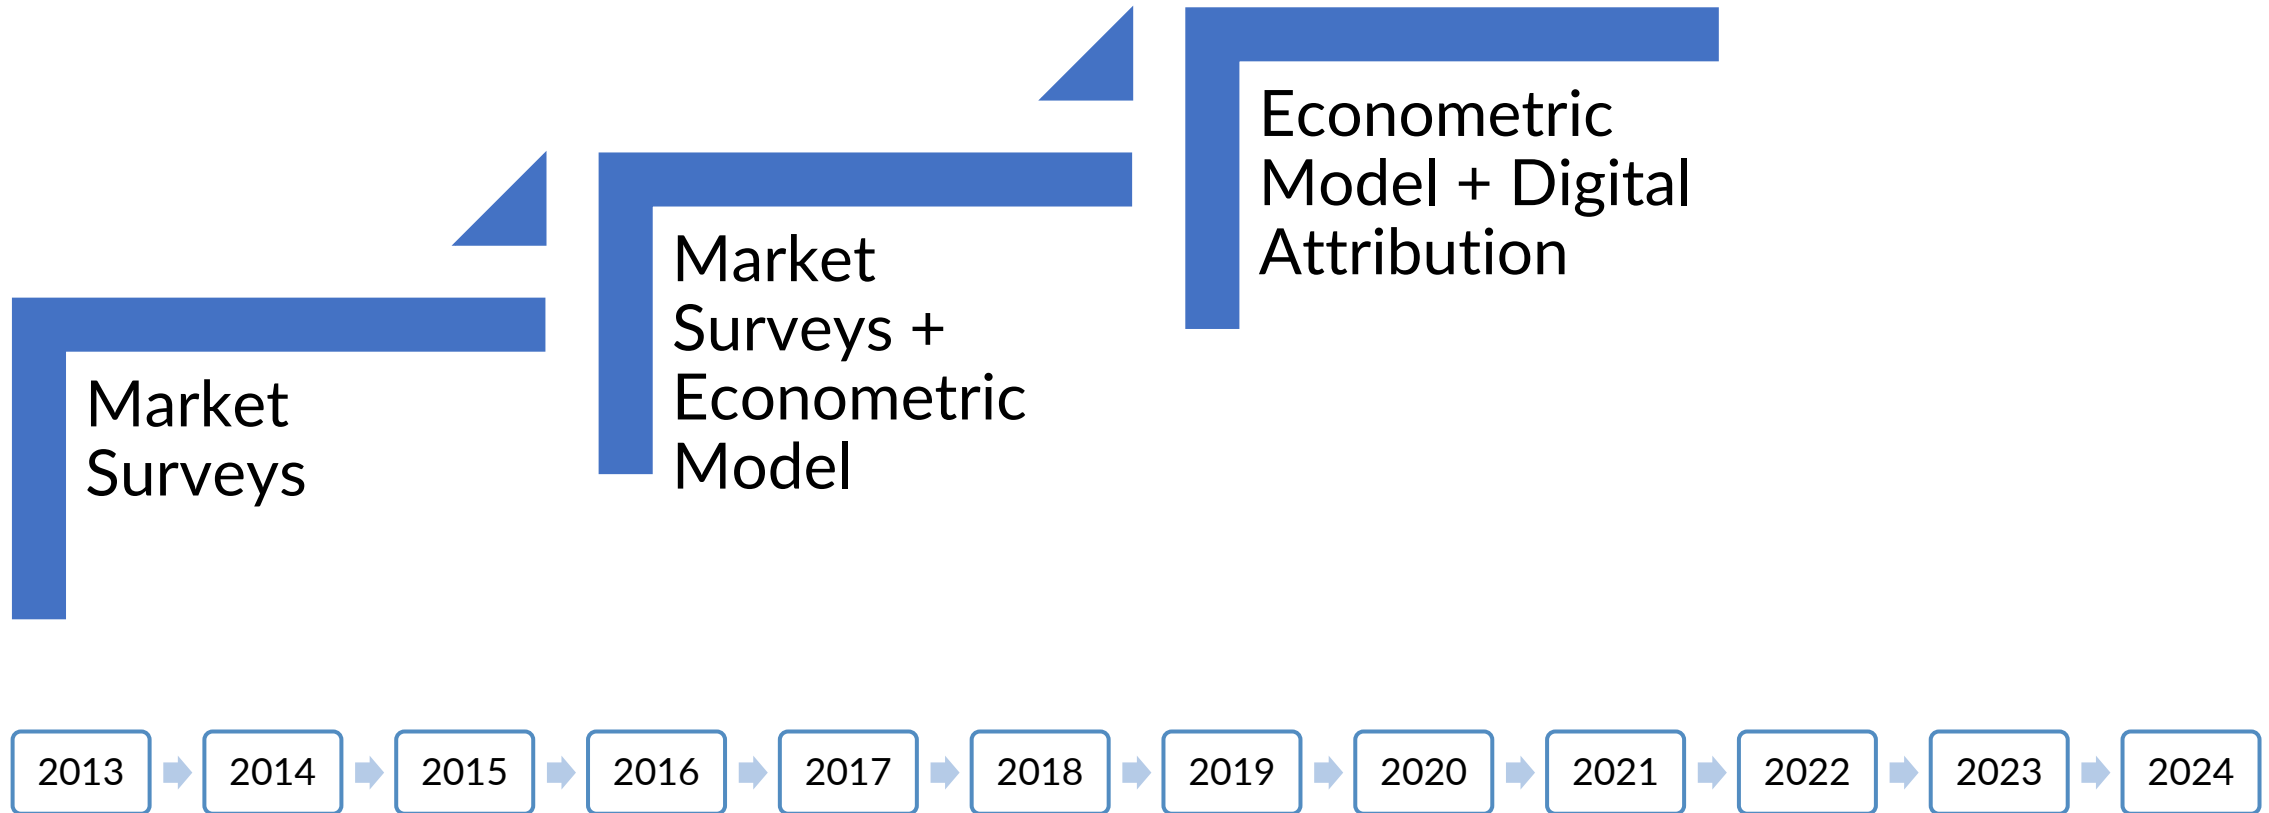 Market
Surveys
Market
Surveys +
Econometric
Model
Econometric
Model + Digital
Attribution
2013
2014
2015
2016
2017
2018
2019
2020
2021
2022
2023
2024